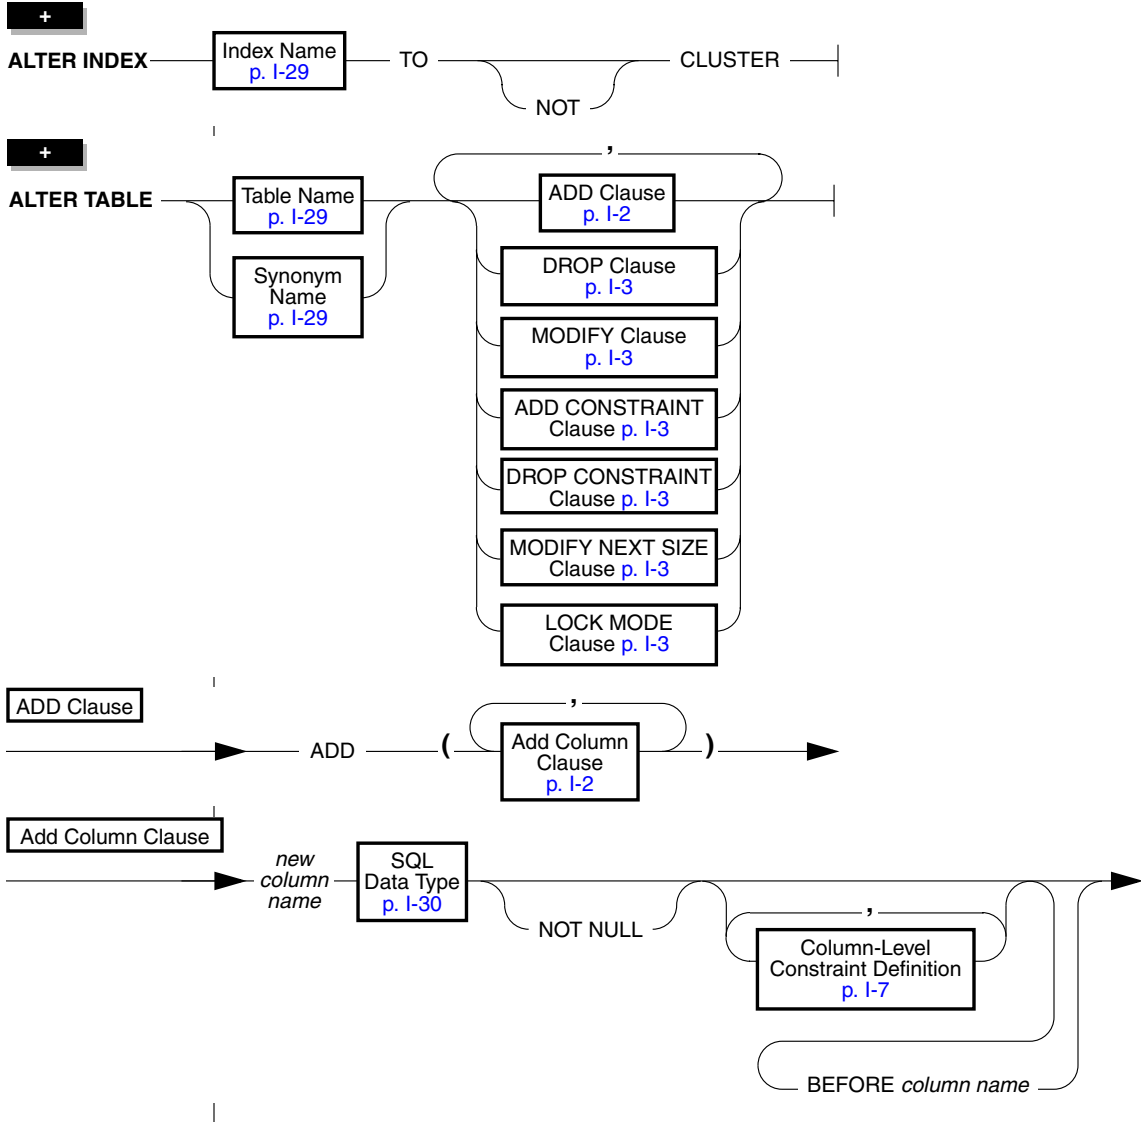 +
ALTER INDEX Index Name TO CLUSTER
p. I-29
NOT
+
,
ALTER TABLE Table Name ADD Clause
p. I-29 p. I-2
DROP Clause
p. I-3
Synonym
Name
p. I-29
MODIFY Clause
p. I-3
ADD CONSTRAINT
Clause p. I-3
DROP CONSTRAINT
Clause p. I-3
MODIFY NEXT SIZE
Clause p. I-3
LOCK MODE
Clause p. I-3
ADD Clause
,
ADD ( Add Column )
Clause
p. I-2
Add Column Clause
new
column
name
SQL
Data Type
p. I-30
NOT NULL
,
Column-Level
Constraint Definition
p. I-7
BEFORE column name